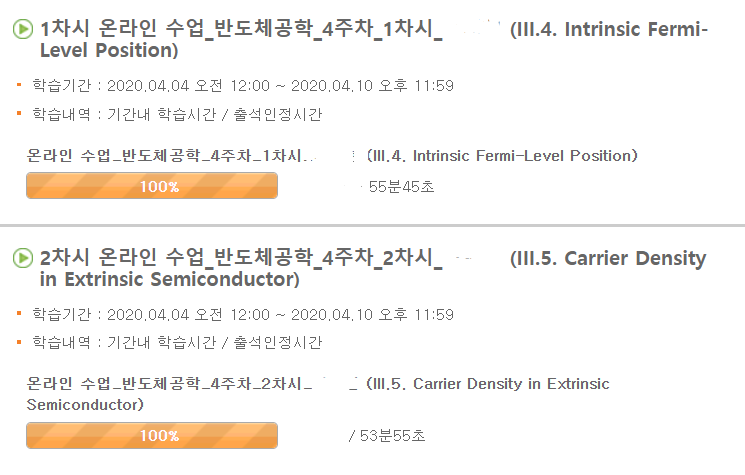 1차시 온라인 수업_반도체공학_4주차_1차시_ (III.4. Intrinsic Fermi-
Level Position)
학습기간 : 2020.04.04 오전 12:00 ~ 2020.04.10 오후 11:59
학습내역 : 기간내 학습시간 / 출석인정시간
온라인 수업_반도체공학_4주차_1차시.. (III.4. Intrinsic Fermi-Level Position)
100% 55분45초
2차시 온라인 수업_반도체공학_4주차_2차시_ (III.5. Carrier Density
in Extrinsic Semiconductor)
학습기간 : 2020.04.04 오전 12:00 ~ 2020.04.10 오후 11:59
학습내역 : 기간내 학습시간 / 출석인정시간
온라인 수업_반도체공학_4주차_2차시_ _ (III.5. Carrier Density in Extrinsic
Semiconductor)
100% / 53분55초